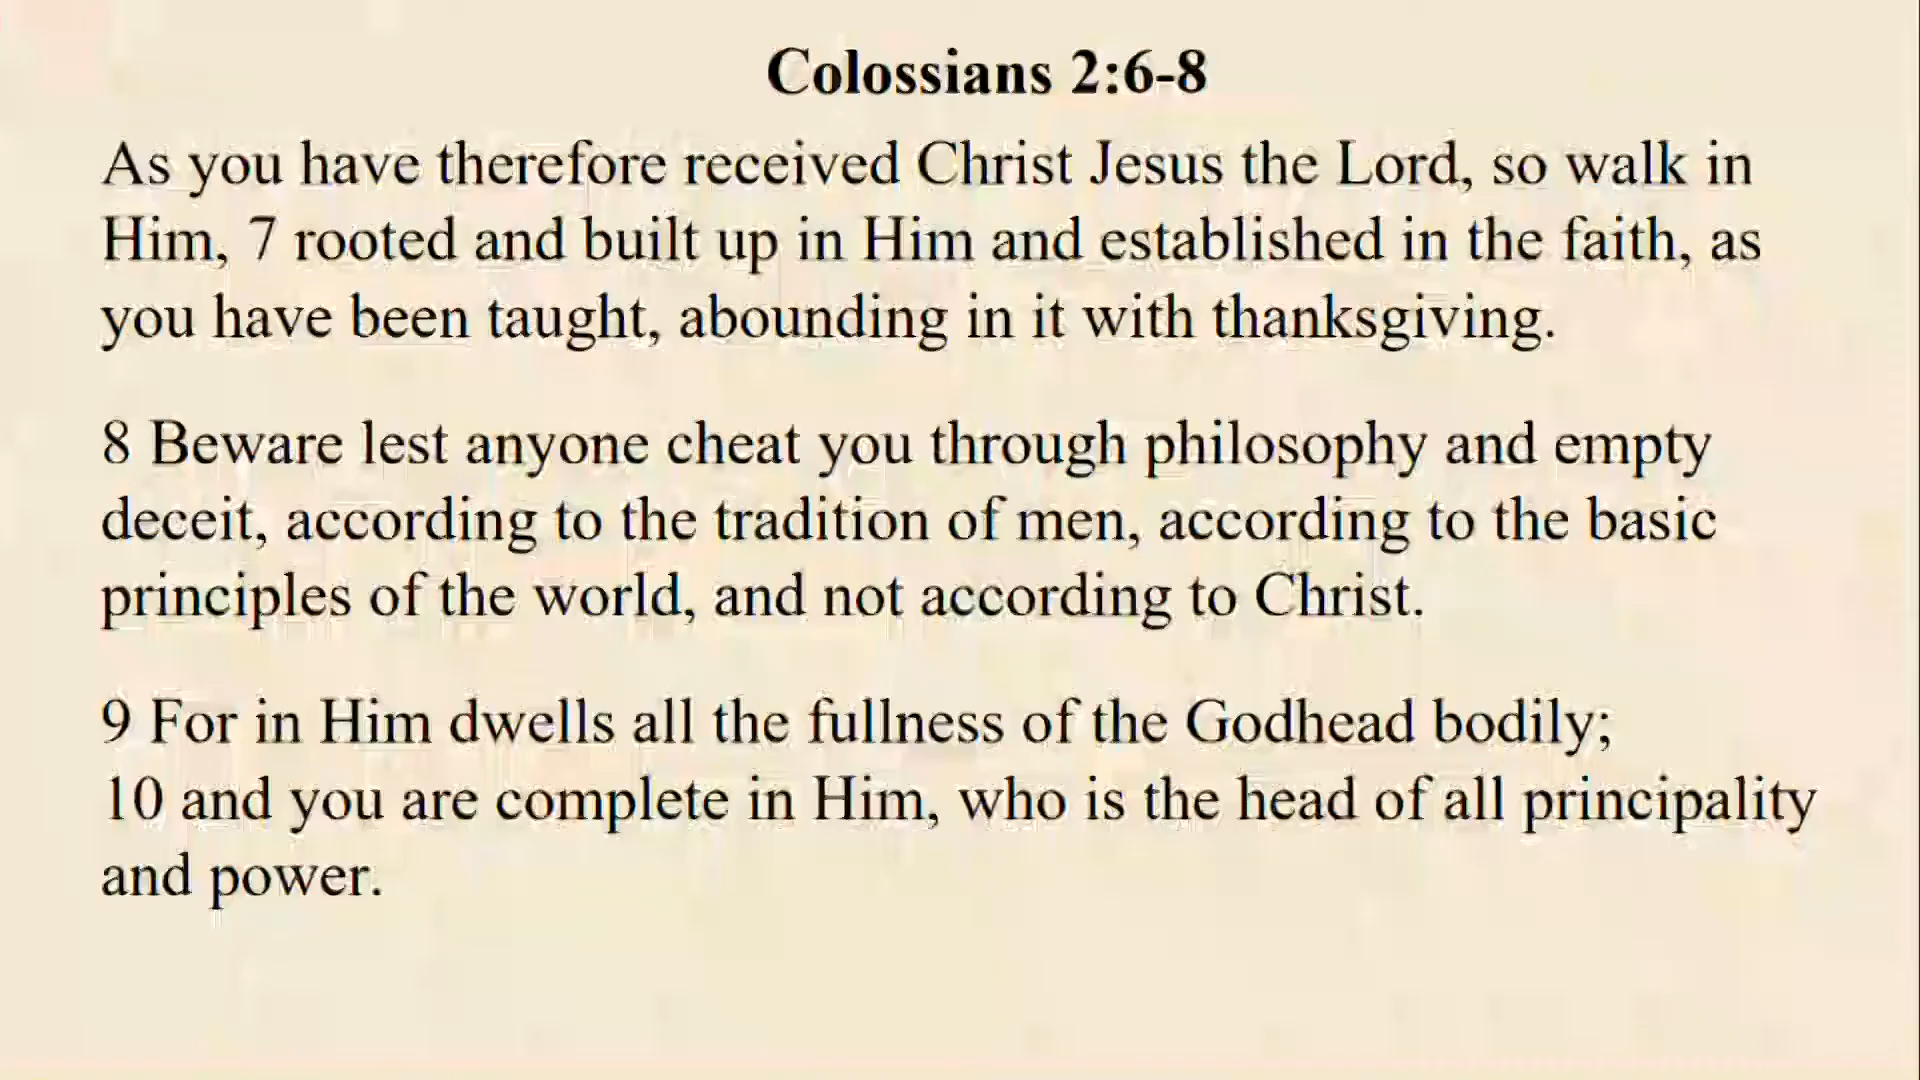 Colossians 2:6-8
As you have therefore received Christ Jesus the Lord, so walk in
Him, 7 rooted and built up in Him and established in the faith, as
you have been taught, abounding in it with thanksgiving.
8 Beware lest anyone cheat you through philosophy and empty
deceit, according to the tradition of men, according to the basic
principles of the world, and not according to Christ.
9 For in Him dwells all the fullness of the Godhead bodily;
10 and you are complete in Him, who is the head of all principality
and power.